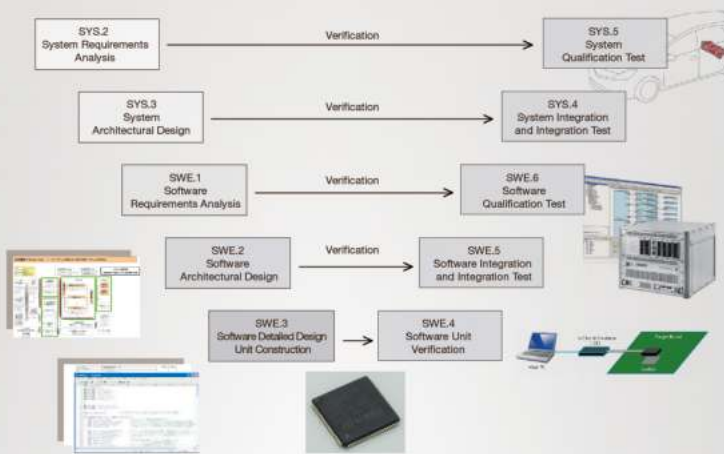 SYS.2
System Requirements
Analysis
Verification
SYS.5
System
Qualification Test
SYS.3
System
Architectural Design
Verification
SYS.4
System Integration
and Integration Test
SWE.1
Software
Requirements Analysis
Verification
SWE.6
Software
Qualification Test
SWE.2
Software
Architectural Design
Verification
SWE.5
Software Integration
and Integration Test
SWE.3
Software Detailed Design
Unit Construction
SWE.4
Software Unit
Verification